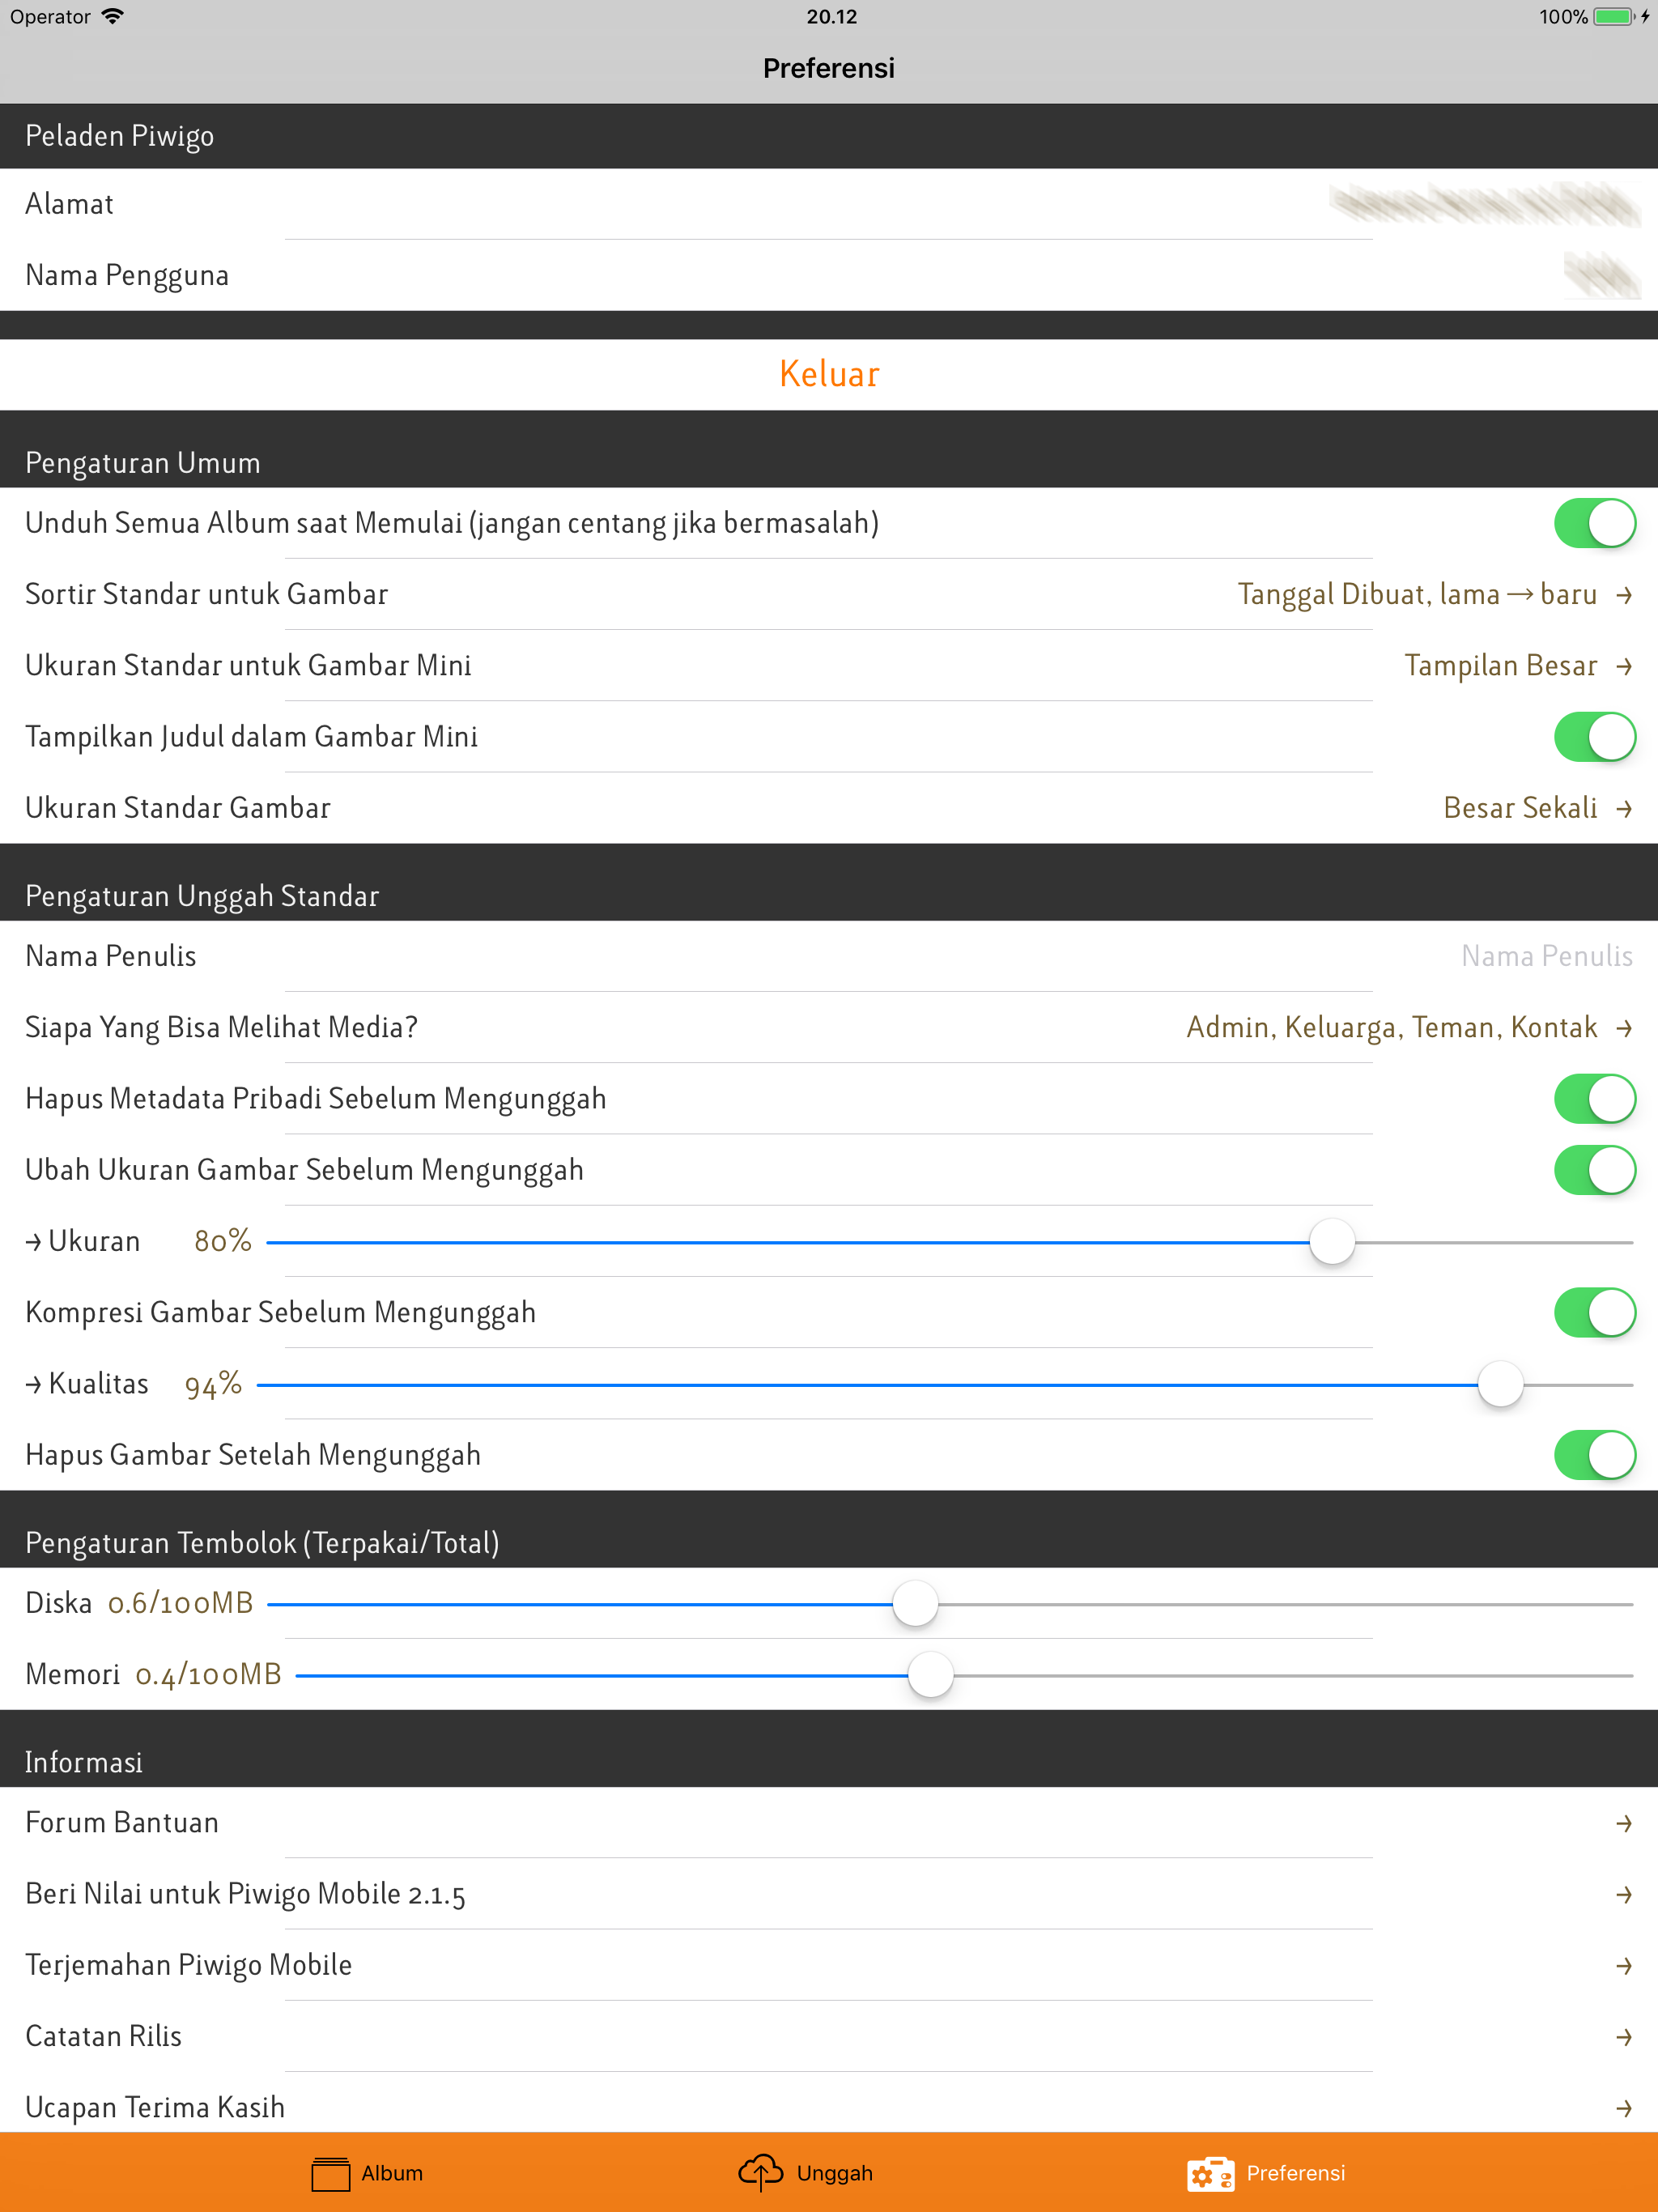 Operator 20.12 100%
Preferensi
Peladen Piwigo
Alamat
Nama Pengguna
Keluar
Pengaturan Umum
Unduh Semua Album saat Memulai (jangan centang jika bermasalah)
Sortir Standar untuk Gambar Tanggal Dibuat, lama → baru →
Ukuran Standar untuk Gambar Mini Tampilan Besar →
Tampilkan Judul dalam Gambar Mini
Ukuran Standar Gambar Besar Sekali →
Pengaturan Unggah Standar
Nama Penulis Nama Penulis
Siapa Yang Bisa Melihat Media? Admin, Keluarga, Teman, Kontak →
Hapus Metadata Pribadi Sebelum Mengunggah
Ubah Ukuran Gambar Sebelum Mengunggah
→ Ukuran 80%
Kompresi Gambar Sebelum Mengunggah
→ Kualitas 94%
Hapus Gambar Setelah Mengunggah
Pengaturan Tembolok (Terpakai/Total)
Diska 0.6/100MB
Memori 0.4/100MB
Informasi
Forum Bantuan →
Beri Nilai untuk Piwigo Mobile 2.1.5 →
Terjemahan Piwigo Mobile →
Catatan Rilis →
Ucapan Terima Kasih →
Album Unggah Preferensi